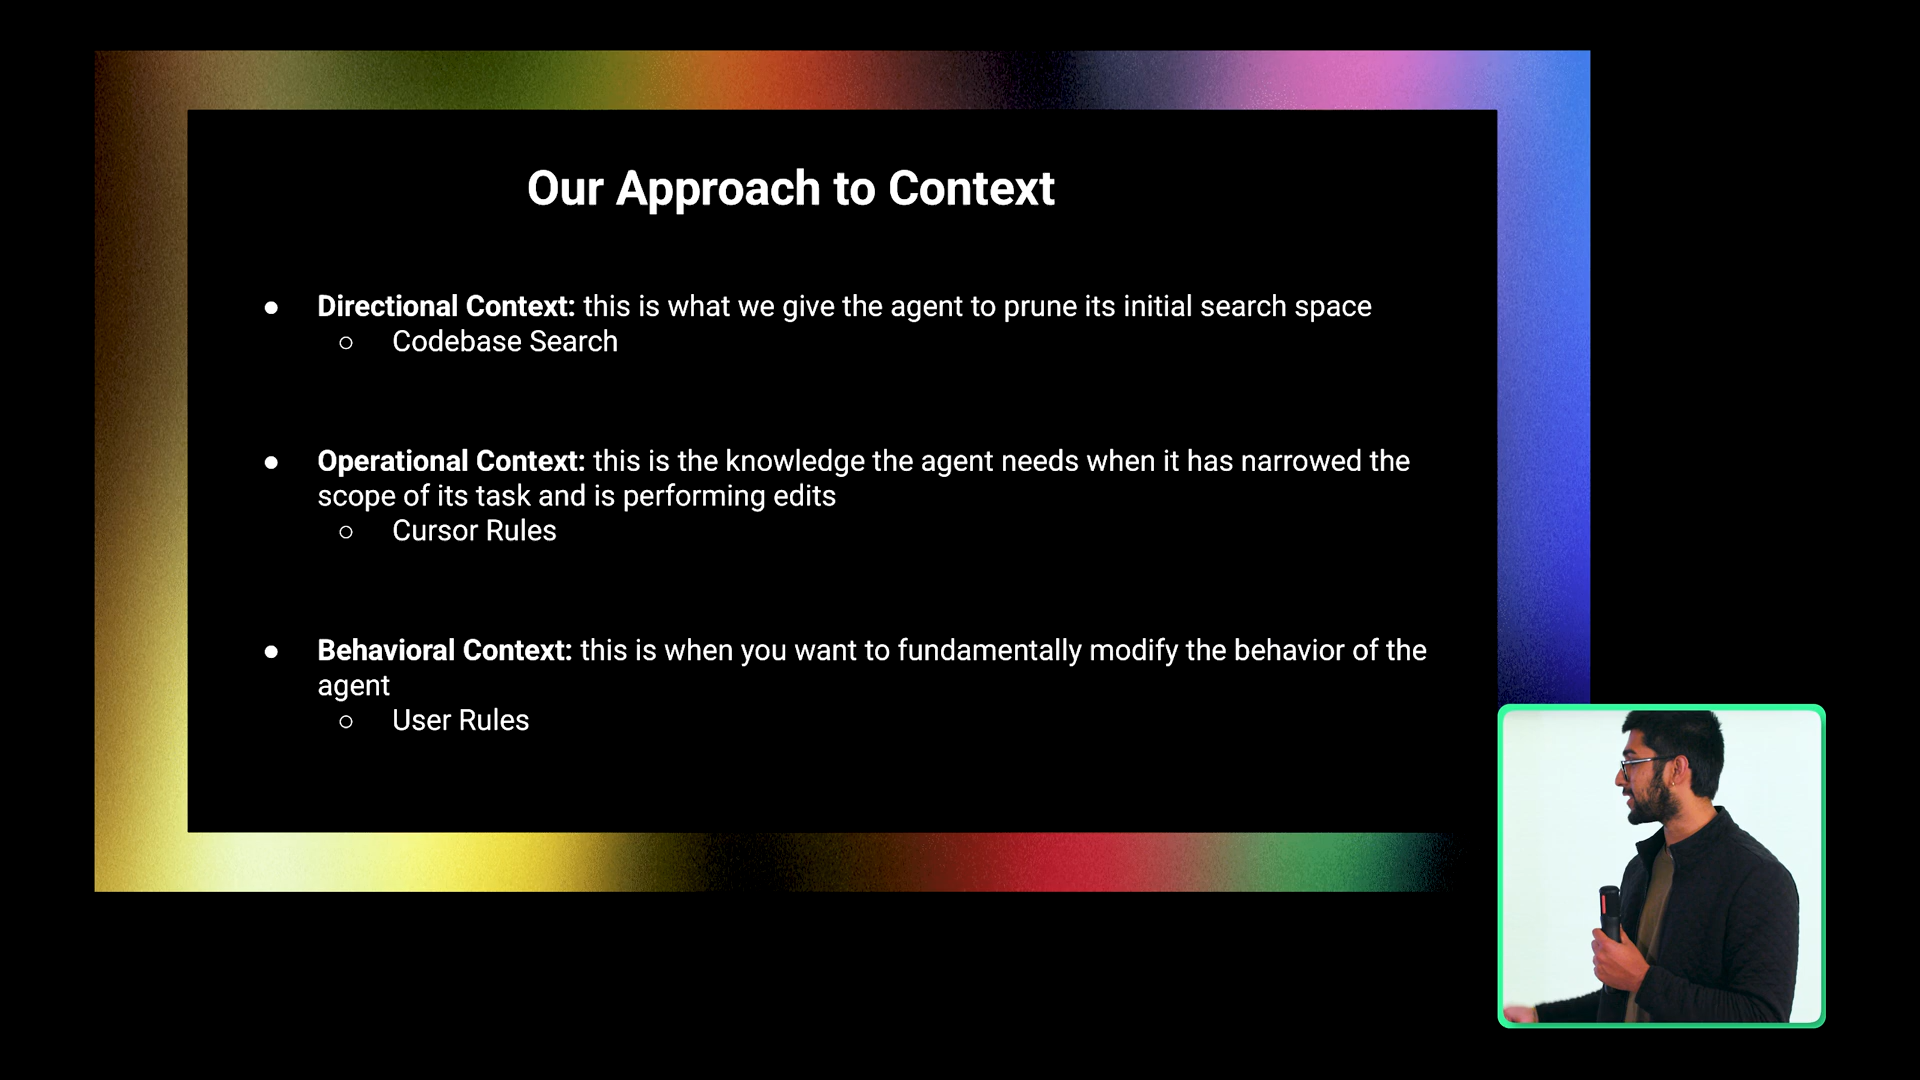 Our Approach to Context
● Directional Context: this is what we give the agent to prune its initial search space
○ Codebase Search
● Operational Context: this is the knowledge the agent needs when it has narrowed the
scope of its task and is performing edits
○ Cursor Rules
● Behavioral Context: this is when you want to fundamentally modify the behavior of the
agent
○ User Rules